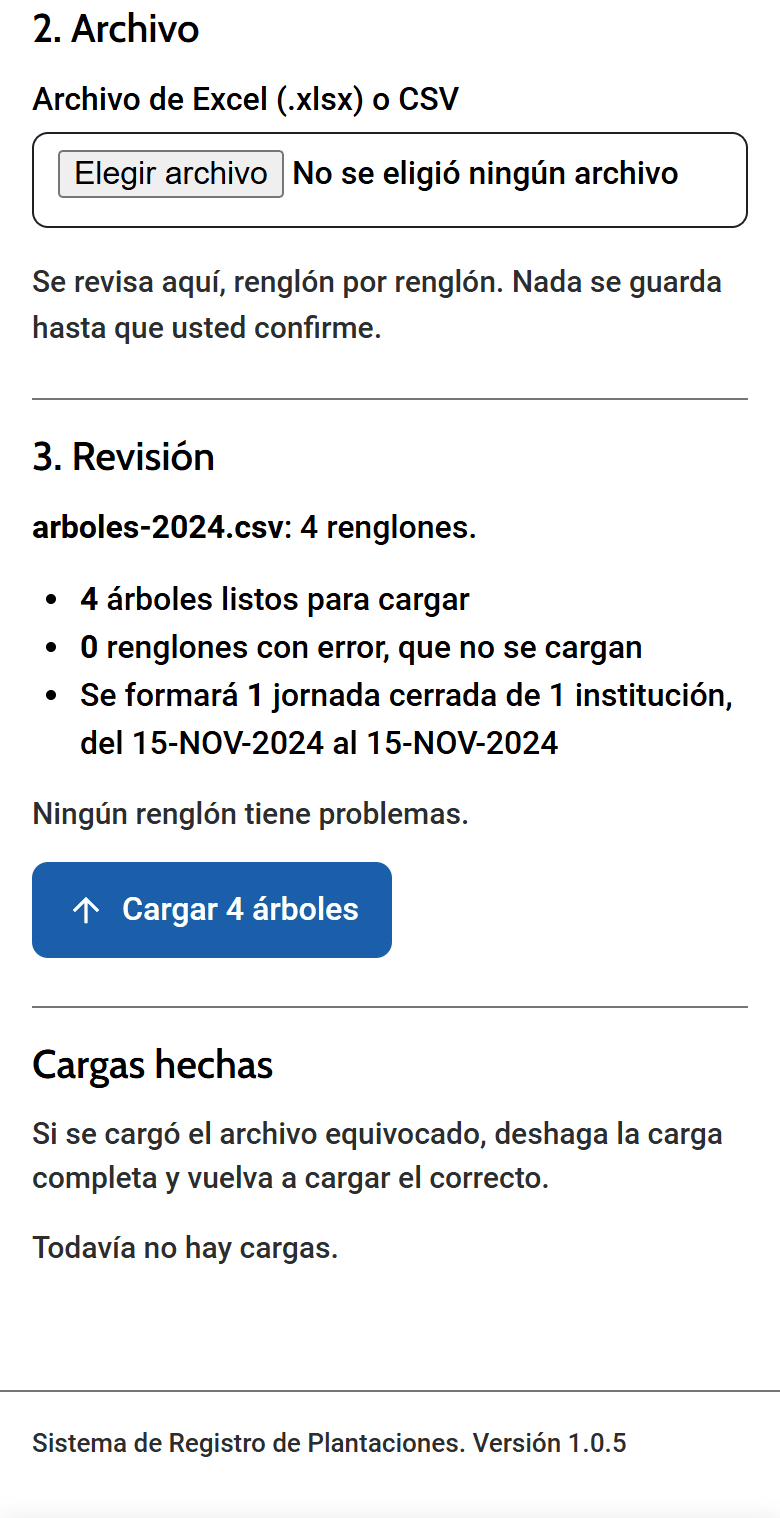 2. Archivo
Archivo de Excel (.xlsx) o CSV
Elegir archivo No se eligió ningún archivo
Se revisa aquí, renglón por renglón. Nada se guarda
hasta que usted confirme.
3. Revisión
arboles-2024.csv: 4 renglones.
• 4 árboles listos para cargar
• 0 renglones con error, que no se cargan
• Se formará 1 jornada cerrada de 1 institución,
del 15-NOV-2024 al 15-NOV-2024
Ningún renglón tiene problemas.
↑ Cargar 4 árboles
Cargas hechas
Si se cargó el archivo equivocado, deshaga la carga
completa y vuelva a cargar el correcto.
Todavía no hay cargas.
Sistema de Registro de Plantaciones. Versión 1.0.5